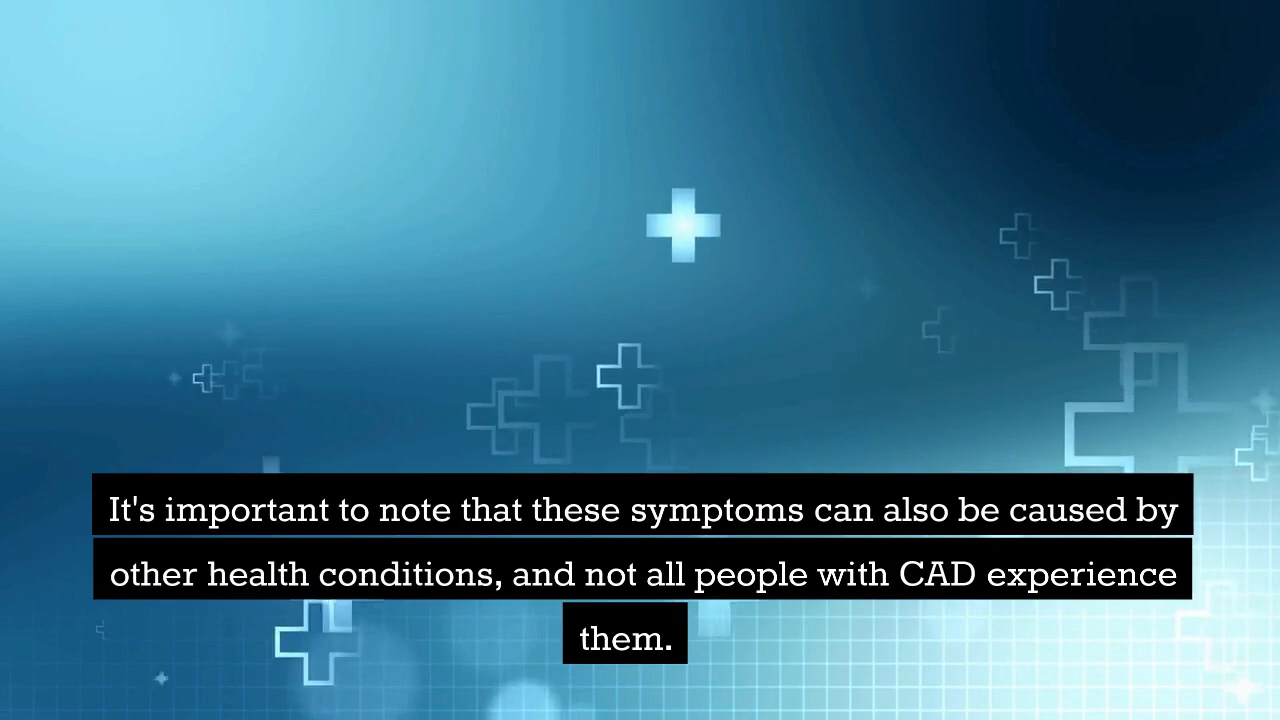 It's important to note that these symptoms can also be caused by
other health conditions, and not all people with CAD experience
them.